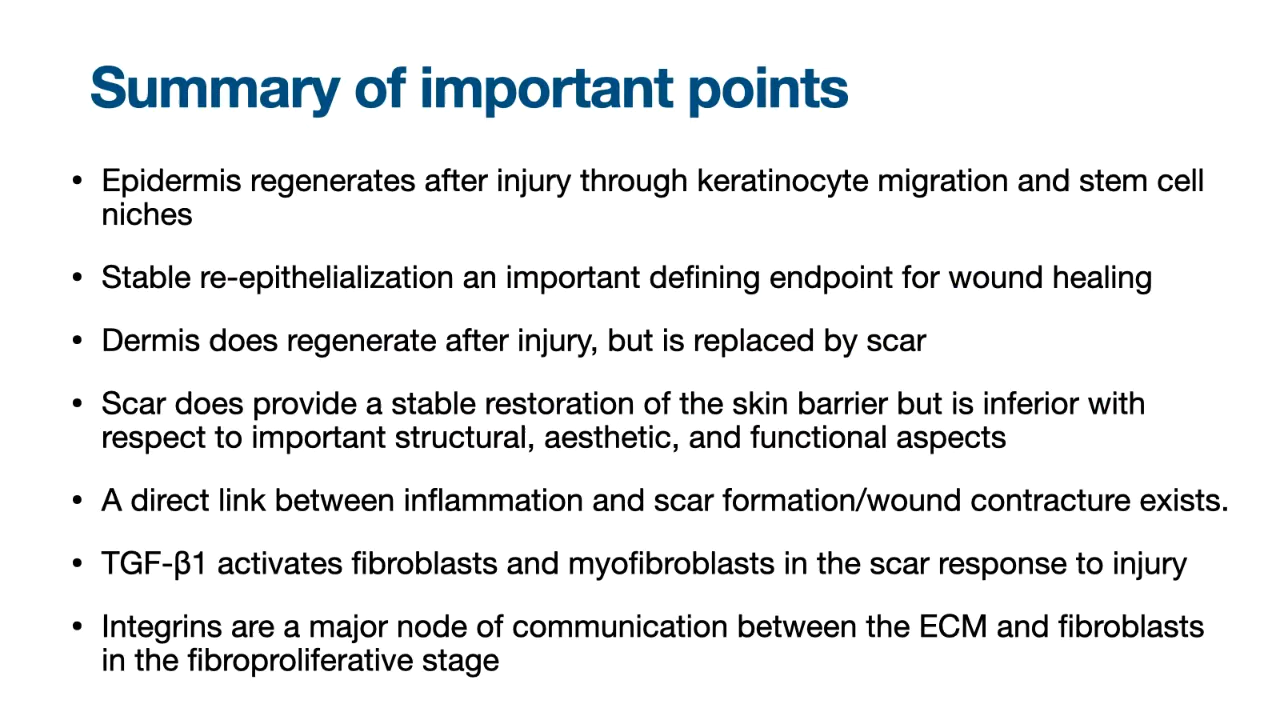 Summary of important points
• Epidermis regenerates after injury through keratinocyte migration and stem cell
niches
• Stable re-epithelialization an important defining endpoint for wound healing
• Dermis does regenerate after injury, but is replaced by scar
• Scar does provide a stable restoration of the skin barrier but is inferior with
respect to important structural, aesthetic, and functional aspects
• A direct link between inflammation and scar formation/wound contracture exists.
• TGF-β1 activates fibroblasts and myofibroblasts in the scar response to injury
• Integrins are a major node of communication between the ECM and fibroblasts
in the fibroproliferative stage